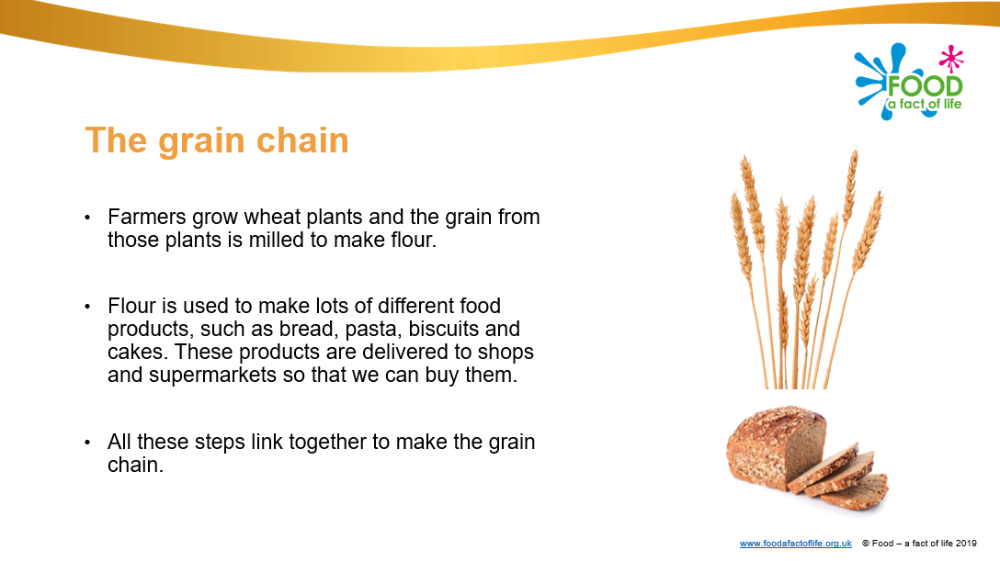 FOOD
a fact of life
The grain chain
• Farmers grow wheat plants and the grain from
those plants is milled to make flour.
• Flour is used to make lots of different food
products, such as bread, pasta, biscuits and
cakes. These products are delivered to shops
and supermarkets so that we can buy them.
• All these steps link together to make the grain
chain.
www.foodafactoflife.org.uk © Food – a fact of life 2019